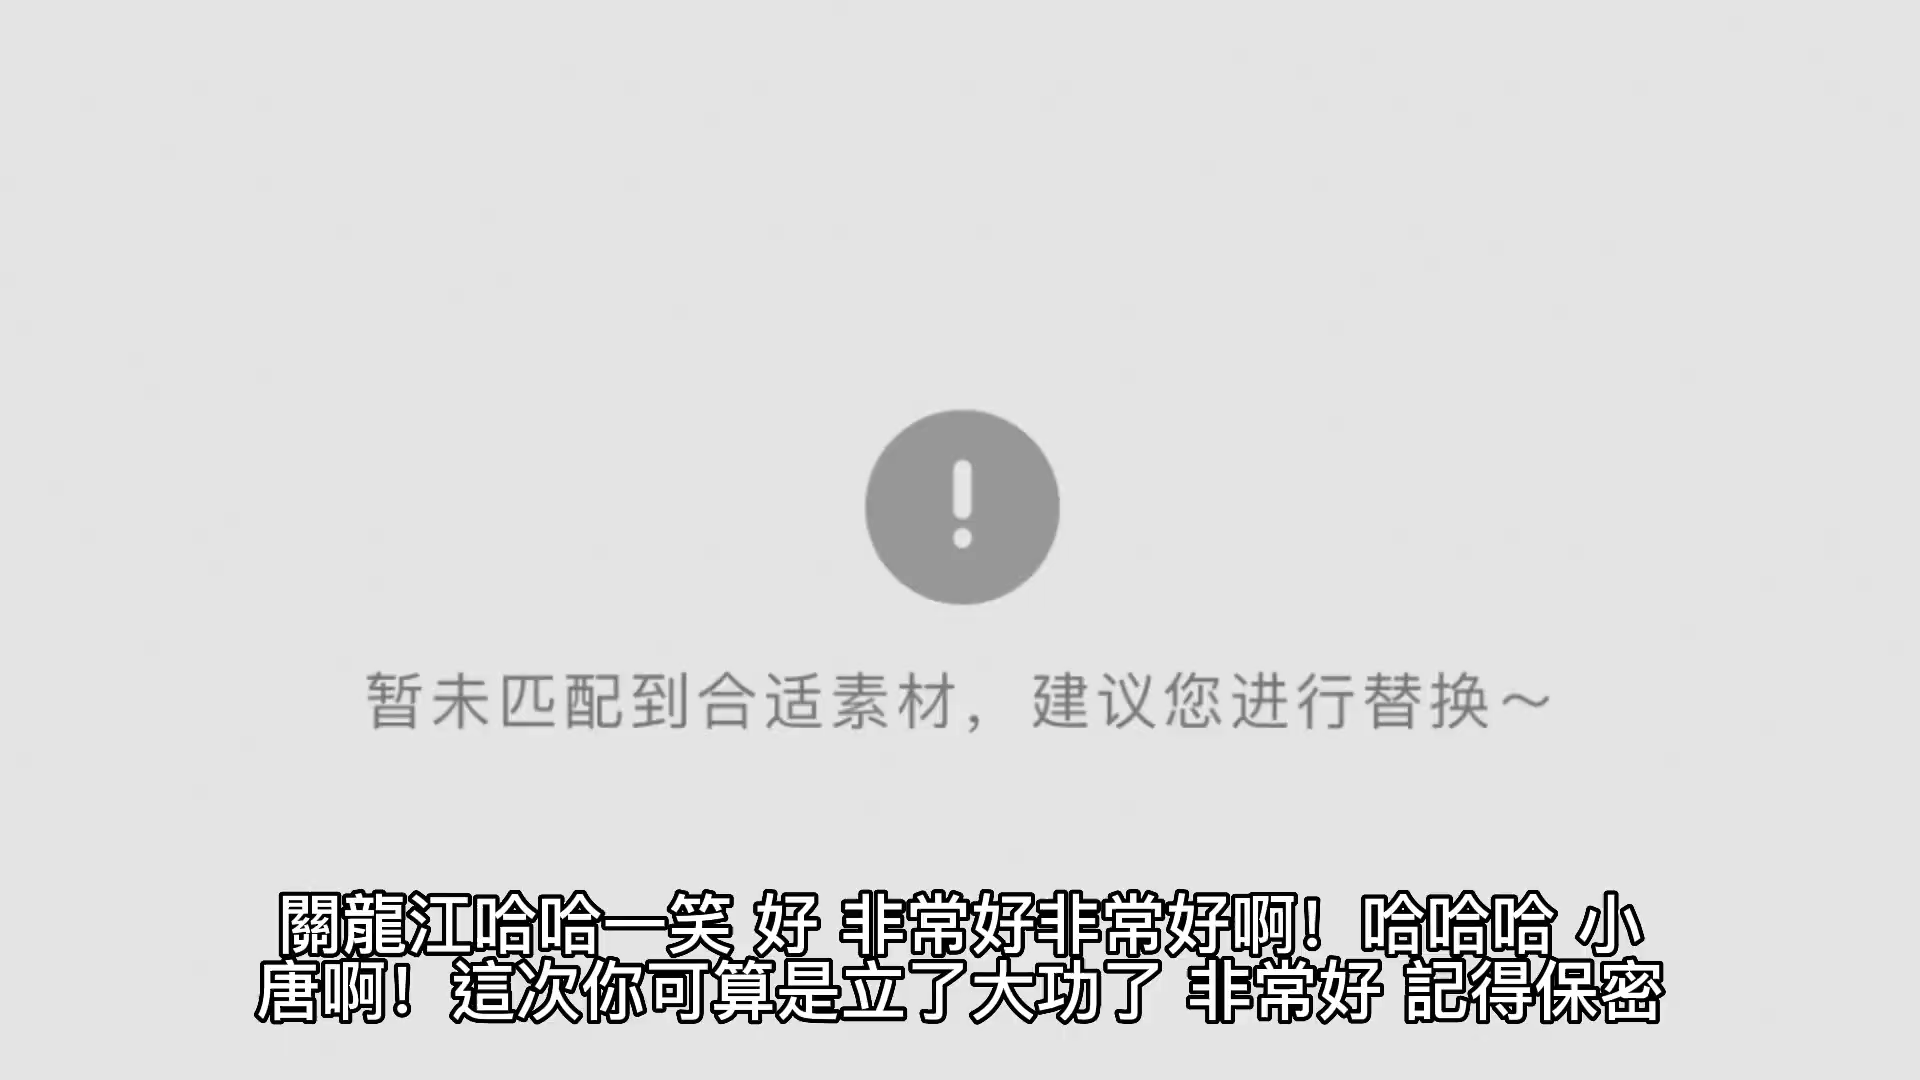 暂未匹配到合适素材，建议您进行替换～
關龍江哈哈一笑 好 非常好非常好啊！哈哈哈 小
唐啊！這次你可算是立了大功了 非常好 記得保密